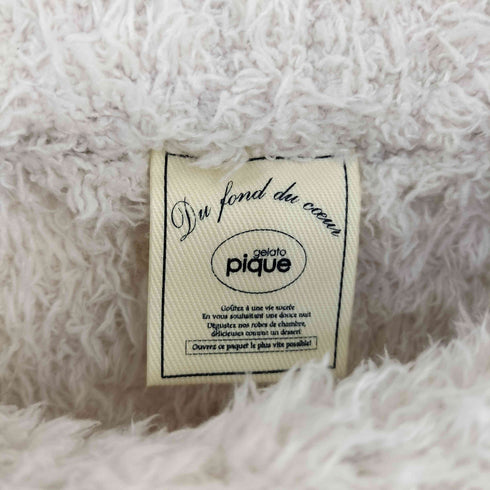 Du fond du cœur
gelato
pique
Goûtez à une vie sucrée
En vous souhaitant une douce nuit
Dégustez nos robes de chambre,
délicieuses comme un dessert.
Ouvrez ce paquet le plus vite possible!